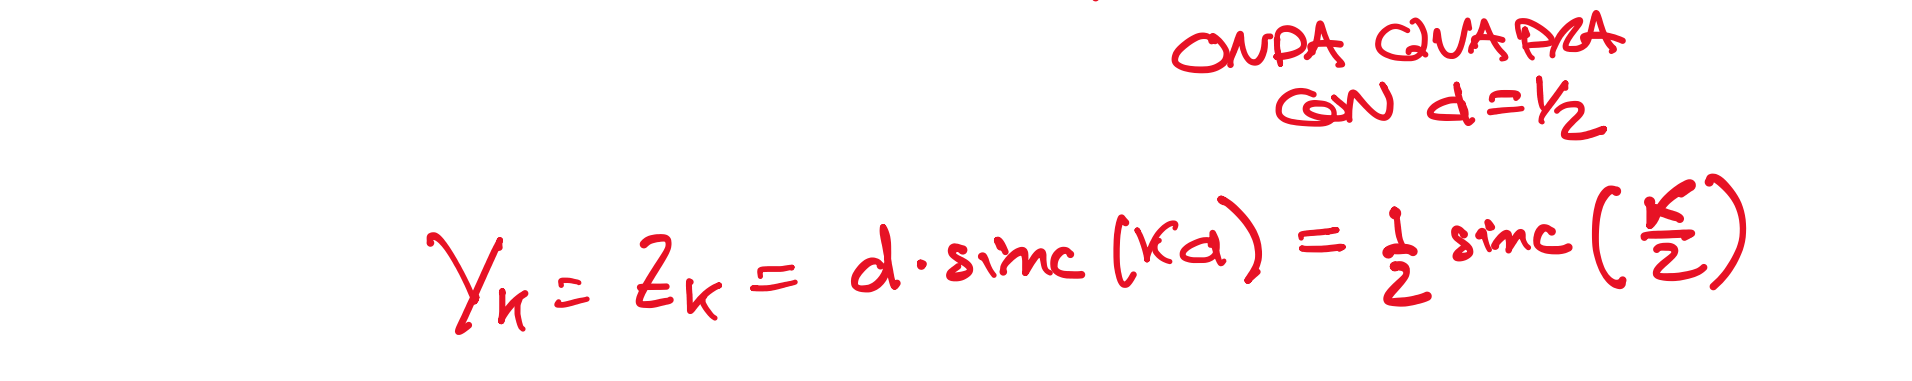 ONDA QUADRA
CON d=1/2
Yk = Zk = d · sinc (kd) = 1/2 sinc (k/2)